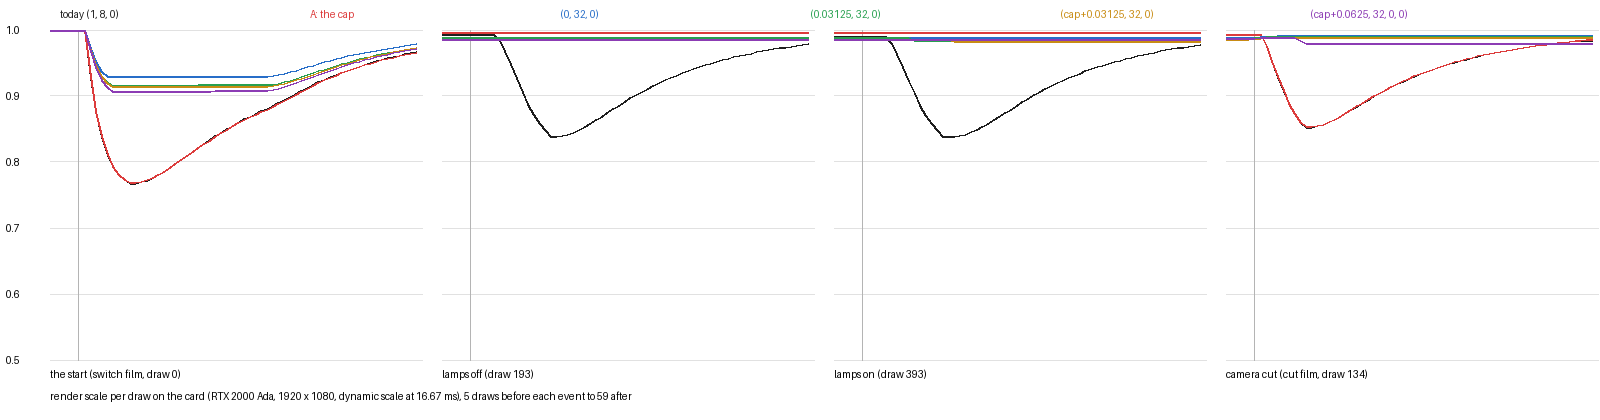 today (1, 8, 0)
A: the cap
(0, 32, 0)
(0.03125, 32, 0)
(cap+0.03125, 32, 0)
(cap+0.0625, 32, 0, 0)
1.0
0.9
0.8
0.7
0.6
0.5
the start (switch film, draw 0)
lamps off (draw 193)
lamps on (draw 393)
camera cut (cut film, draw 134)
render scale per draw on the card (RTX 2000 Ada, 1920 x 1080, dynamic scale at 16.67 ms), 5 draws before each event to 59 after